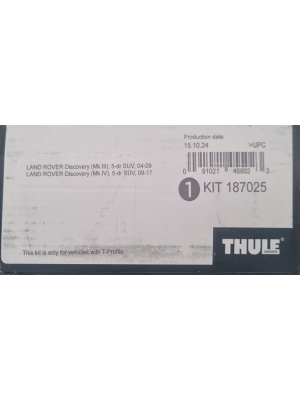 Production date
15.10.24 >UPC
LAND ROVER Discovery (Mk III), 5-dr SUV, 04-09
LAND ROVER Discovery (Mk IV), 5-dr SUV, 09-17
0 91021 45502 3
1 KIT 187025
THULE
This kit is only for vehicles with T-Profile.